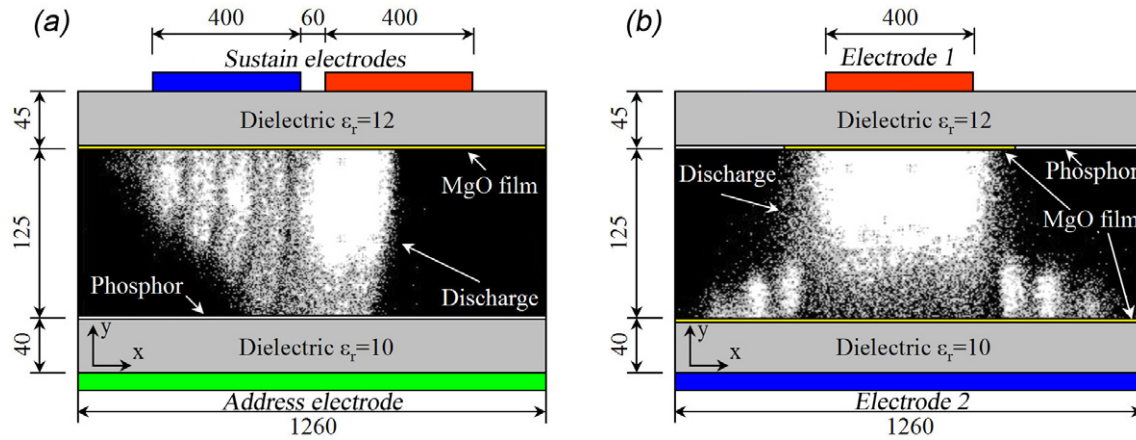 (a)
400
60
400
Sustain electrodes
45
Dielectric εr=12
MgO film
125
Phosphor
Discharge
40
y
x
Dielectric εr=10
Address electrode
1260
(b)
400
Electrode 1
45
Dielectric εr=12
Phosphor
Discharge
MgO film
125
40
y
x
Dielectric εr=10
Electrode 2
1260